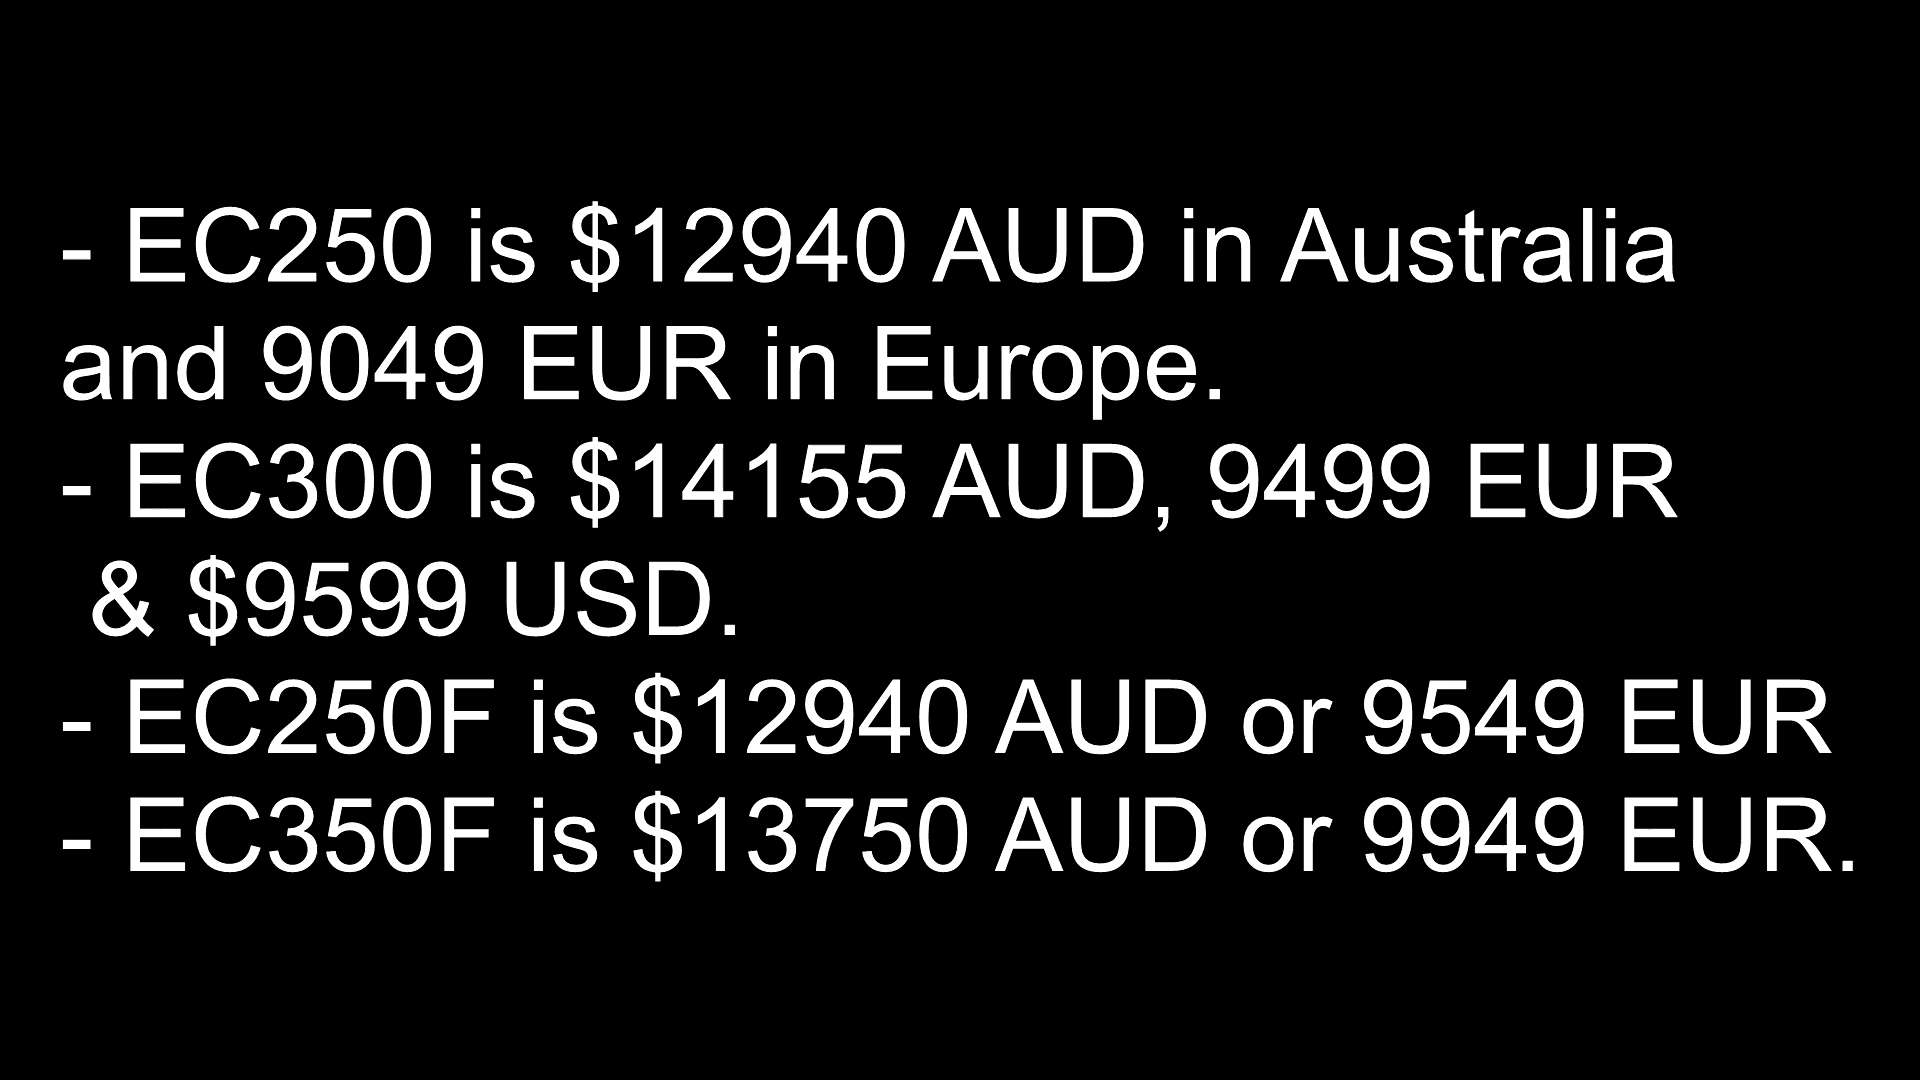 - EC250 is $12940 AUD in Australia
and 9049 EUR in Europe.
- EC300 is $14155 AUD, 9499 EUR
& $9599 USD.
- EC250F is $12940 AUD or 9549 EUR
- EC350F is $13750 AUD or 9949 EUR.